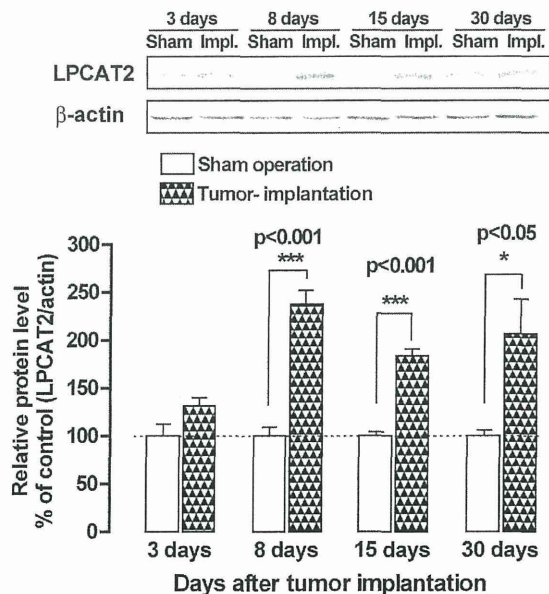 3 days 8 days 15 days 30 days
Sham Impl. Sham Impl. Sham Impl. Sham Impl.
LPCAT2
β-actin
Sham operation
Tumor- implantation
Relative protein level
% of control (LPCAT2/actin)
300
250
200
150
100
50
0
p<0.001
***
p<0.001
***
p<0.05
*
3 days 8 days 15 days 30 days
Days after tumor implantation